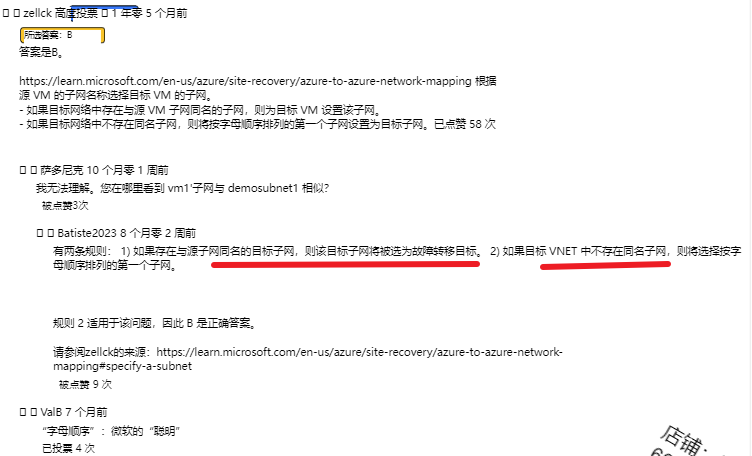 zellck 高度投票 1 年零 5 个月前
所选答案：B
答案是B。
https://learn.microsoft.com/en-us/azure/site-recovery/azure-to-azure-network-mapping 根据
源 VM 的子网名称选择目标 VM 的子网。
- 如果目标网络中存在与源 VM 子网同名的子网，则为目标 VM 设置该子网。
- 如果目标网络中不存在同名子网，则将按字母顺序排列的第一个子网设置为目标子网。已点赞 58 次
萨多尼克 10 个月零 1 周前
我无法理解。您在哪里看到 vm1'子网与 demosubnet1 相似？
被点赞3次
Batiste2023 8 个月零 2 周前
有两条规则： 1) 如果存在与源子网同名的目标子网，则该目标子网将被选为故障转移目标。 2) 如果目标 VNET 中不存在同名子网，则将选择按字
母顺序排列的第一个子网。
规则 2 适用于该问题，因此 B 是正确答案。
请参阅zellck的来源：https://learn.microsoft.com/en-us/azure/site-recovery/azure-to-azure-network-
mapping#specify-a-subnet
被点赞 9 次
ValB 7 个月前
“字母顺序”：微软的“聪明”
已投票 4 次
店铺：